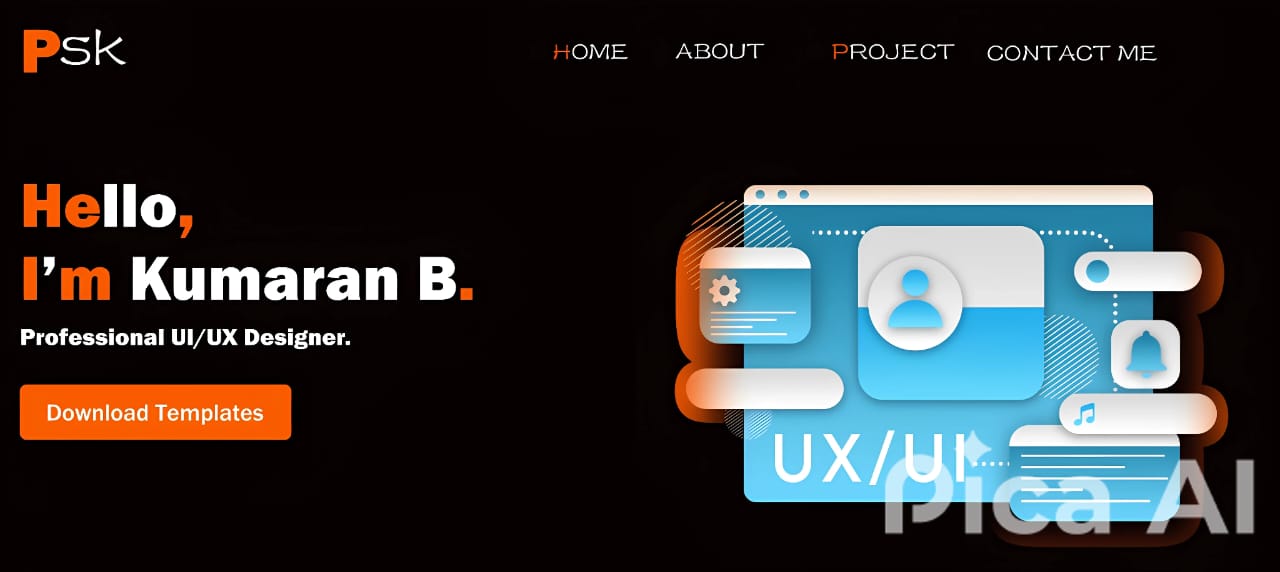 Psk
HOME ABOUT PROJECT CONTACT ME
Hello,
I'm Kumaran B.
Professional UI/UX Designer.
Download Templates
UX/UI
Pica AI